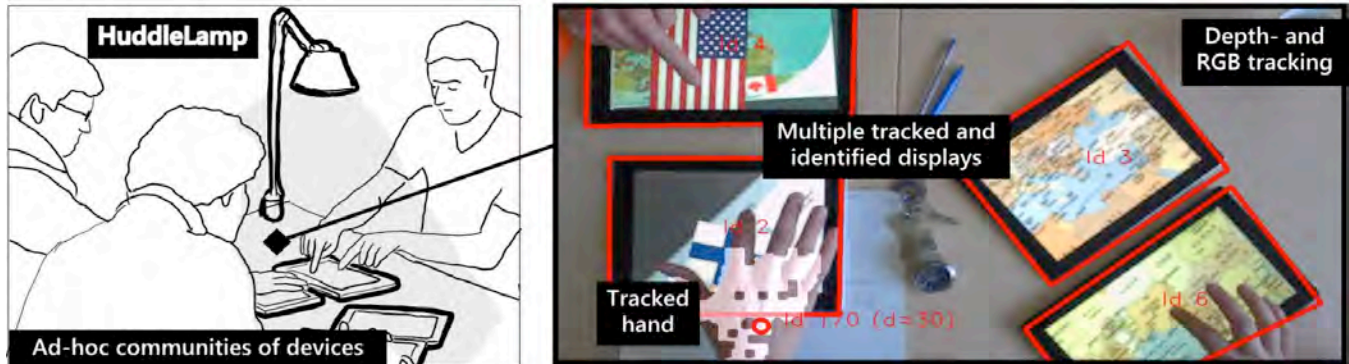 HuddleLamp
Ad-hoc communities of devices
Depth- and
RGB tracking
Id 4
Multiple tracked and
identified displays
Id 3
Id 2
Id 6
Tracked
hand
Id 170 (d=30)